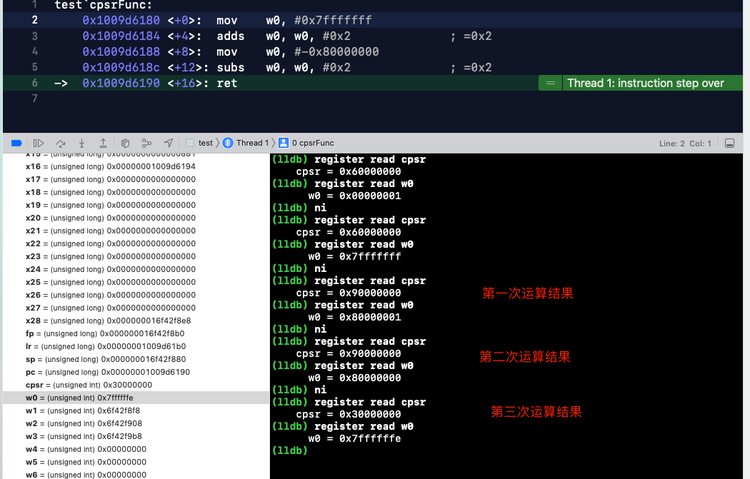 1 test`cpsrFunc:
2 0x1009d6180 <+0>: mov w0, #0x7fffffff
3 0x1009d6184 <+4>: adds w0, w0, #0x2 ; =0x2
4 0x1009d6188 <+8>: mov w0, #-0x80000000
5 0x1009d618c <+12>: subs w0, w0, #0x2 ; =0x2
6 -> 0x1009d6190 <+16>: ret = Thread 1: instruction step over
7
test 〉 Thread 1 〉 0 cpsrFunc Line: 2 Col: 1
x16 = (unsigned long) 0x00000001009d6194
x17 = (unsigned long) 0x0000000000000000
x18 = (unsigned long) 0x0000000000000000
x19 = (unsigned long) 0x0000000000000000
x20 = (unsigned long) 0x0000000000000000
x21 = (unsigned long) 0x0000000000000000
x22 = (unsigned long) 0x0000000000000000
x23 = (unsigned long) 0x0000000000000000
x24 = (unsigned long) 0x0000000000000000
x25 = (unsigned long) 0x0000000000000000
x26 = (unsigned long) 0x0000000000000000
x27 = (unsigned long) 0x0000000000000000
x28 = (unsigned long) 0x000000016f42f8e8
fp = (unsigned long) 0x000000016f42f8b0
lr = (unsigned long) 0x00000001009d61b0
sp = (unsigned long) 0x000000016f42f880
pc = (unsigned long) 0x00000001009d6190
cpsr = (unsigned int) 0x30000000
w0 = (unsigned int) 0x7ffffffe
w1 = (unsigned int) 0x6f42f8f8
w2 = (unsigned int) 0x6f42f908
w3 = (unsigned int) 0x6f42f9b8
w4 = (unsigned int) 0x00000000
w5 = (unsigned int) 0x00000000
w6 = (unsigned int) 0x00000000
(lldb) register read cpsr
cpsr = 0x60000000
(lldb) register read w0
w0 = 0x00000001
(lldb) ni
(lldb) register read cpsr
cpsr = 0x60000000
(lldb) register read w0
w0 = 0x7fffffff
(lldb) ni
(lldb) register read cpsr
cpsr = 0x90000000 第一次运算结果
(lldb) register read w0
w0 = 0x80000001
(lldb) ni
(lldb) register read cpsr
cpsr = 0x90000000 第二次运算结果
(lldb) register read w0
w0 = 0x80000000
(lldb) ni
(lldb) register read cpsr
cpsr = 0x30000000 第三次运算结果
(lldb) register read w0
w0 = 0x7ffffffe
(lldb)